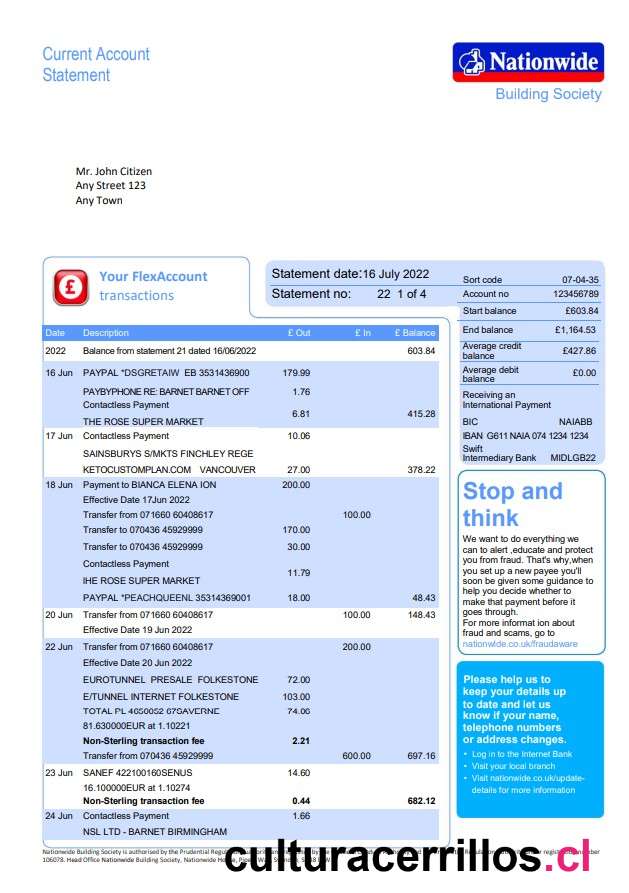 Current Account
Statement
Nationwide
Building Society
Mr. John Citizen
Any Street 123
Any Town
Your FlexAccount
transactions
Statement date:16 July 2022
Statement no: 22 1 of 4
Sort code 07-04-35
Account no 123456789
Start balance £603.84
End balance £1,164.53
Average credit
balance £427.86
Average debit
balance £0.00
Receiving an
International Payment
BIC NAIABB
IBAN G611 NAIA 074 1234 1234
Swift
Intermediary Bank MIDLGB22
Date Description £ Out £ In £ Balance
2022 Balance from statement 21 dated 16/06/2022 603.84
16 Jun PAYPAL *DSGRETAIW EB 3531436900 179.99
PAYBYPHONE RE: BARNET BARNET OFF 1.76
Contactless Payment
6.81 415.28
THE ROSE SUPER MARKET
17 Jun Contactless Payment 10.06
SAINSBURYS S/MKTS FINCHLEY REGE
KETOCUSTOMPLAN.COM VANCOUVER 27.00 378.22
18 Jun Payment to BIANCA ELENA ION 200.00
Effective Date 17Jun 2022
Transfer from 071660 60408617 100.00
Transfer to 070436 45929999 170.00
Transfer to 070436 45929999 30.00
Contactless Payment
11.79
IHE ROSE SUPER MARKET
PAYPAL *PEACHQUEENL 35314369001 18.00 48.43
20 Jun Transfer from 071660 60408617 100.00 148.43
Effective Date 19 Jun 2022
22 Jun Transfer from 071660 60408617 200.00
Effective Date 20 Jun 2022
EUROTUNNEL PRESALE FOLKESTONE 72.00
E/TUNNEL INTERNET FOLKESTONE 103.00
TOTAL PL 4650052 67SAVERNE 74.06
81.630000EUR at 1.10221
Non-Sterling transaction fee 2.21
Transfer from 070436 45929999 600.00 697.16
23 Jun SANEF 422100160SENUS 14.60
16.100000EUR at 1.10274
Non-Sterling transaction fee 0.44 682.12
24 Jun Contactless Payment 1.66
NSL LTD - BARNET BIRMINGHAM
Stop and
think
We want to do everything we
can to alert ,educate and protect
you from fraud. That's why,when
you set up a new payee you'll
soon be given some guidance to
help you decide whether to
make that payment before it
goes through.
For more informat ion about
fraud and scams, go to
nationwide.co.uk/fraudaware
Please help us to
keep your details up
to date and let us
know if your name,
telephone numbers
or address changes.
• Log in to the Internet Bank
• Visit your local branch
• Visit nationwide.co.uk/update-
details for more information
Nationwide Building Society is authorised by the Prudential
106078. Head Office Nationwide Building Society, Nationwide
culturacerrillos.cl